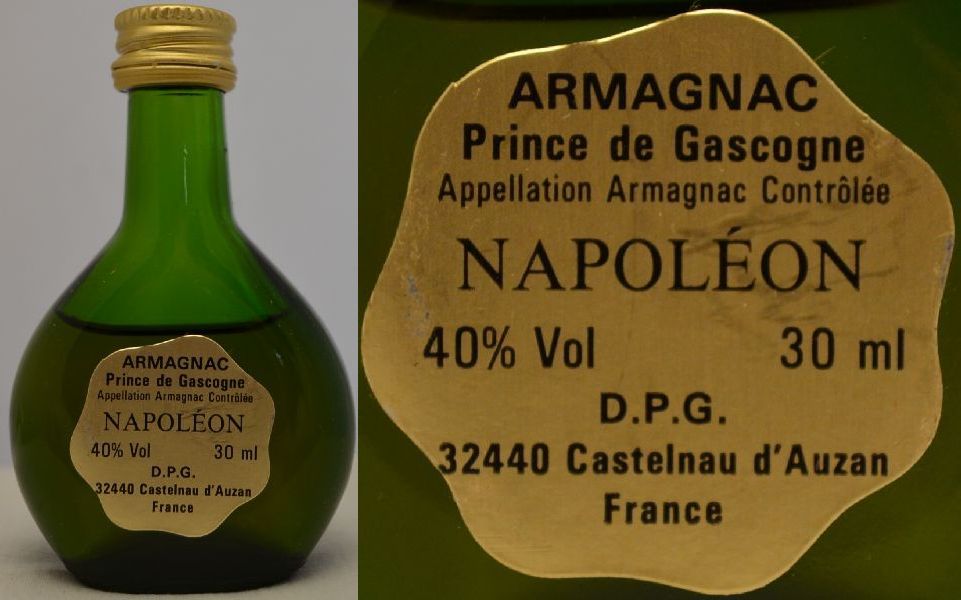 ARMAGNAC
Prince de Gascogne
Appellation Armagnac Contrôlée
NAPOLÉON
40% Vol 30 ml
D.P.G.
32440 Castelnau d'Auzan
France
ARMAGNAC
Prince de Gascogne
Appellation Armagnac Contrôlée
NAPOLÉON
40% Vol 30 ml
D.P.G.
32440 Castelnau d'Auzan
France